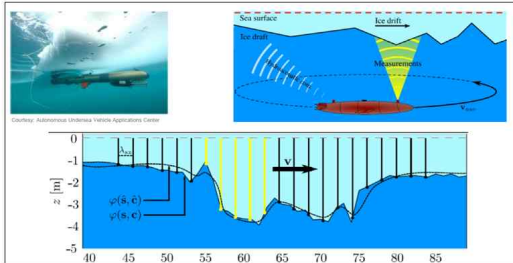 Courtesy: Autonomous Undersea Vehicle Applications Center
Sea surface
Ice drift
Ice draft
Measurements
0
-1
-2
-3
-4
-5
z [m]
v
φ(s, c)
40 45 50 55 60 65 70 75 80 85